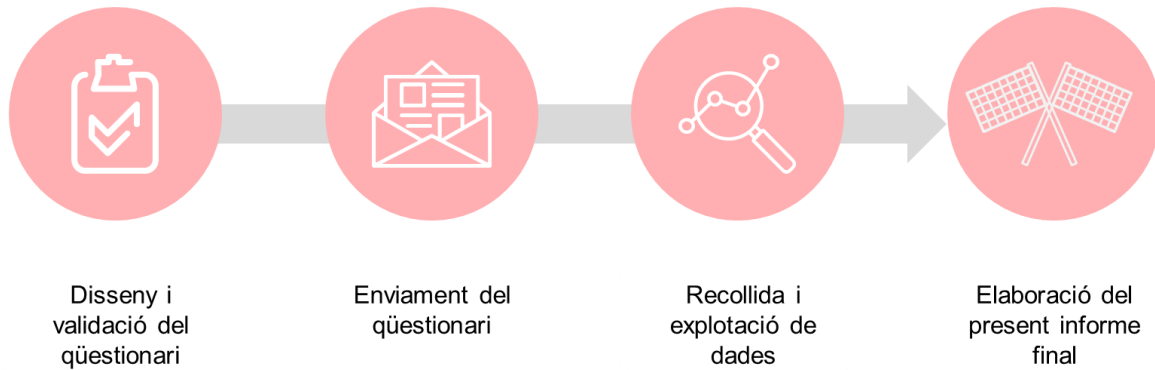 Disseny i
validació del
qüestionari
Enviament del
qüestionari
Recollida i
explotació de
dades
Elaboració del
present informe
final